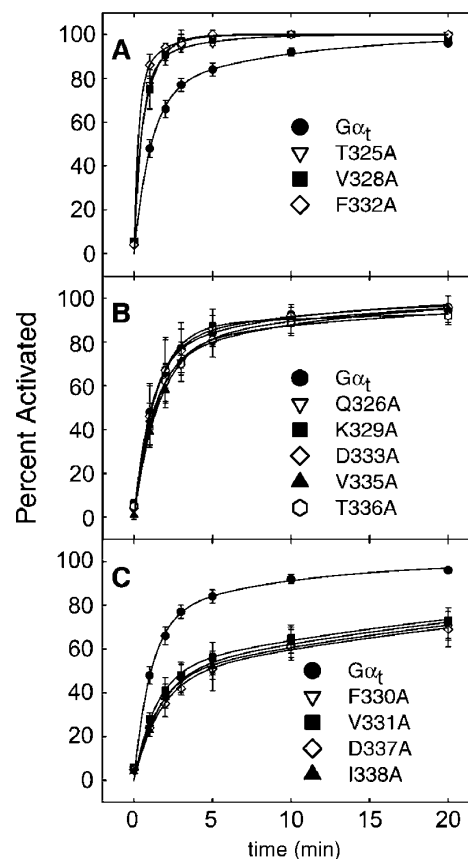 Percent Activated
A
100
80
60
40
20
0
Gαt
T325A
V328A
F332A
B
100
80
60
40
20
0
Gαt
Q326A
K329A
D333A
V335A
T336A
C
100
80
60
40
20
0
Gαt
F330A
V331A
D337A
I338A
0 5 10 15 20
time (min)